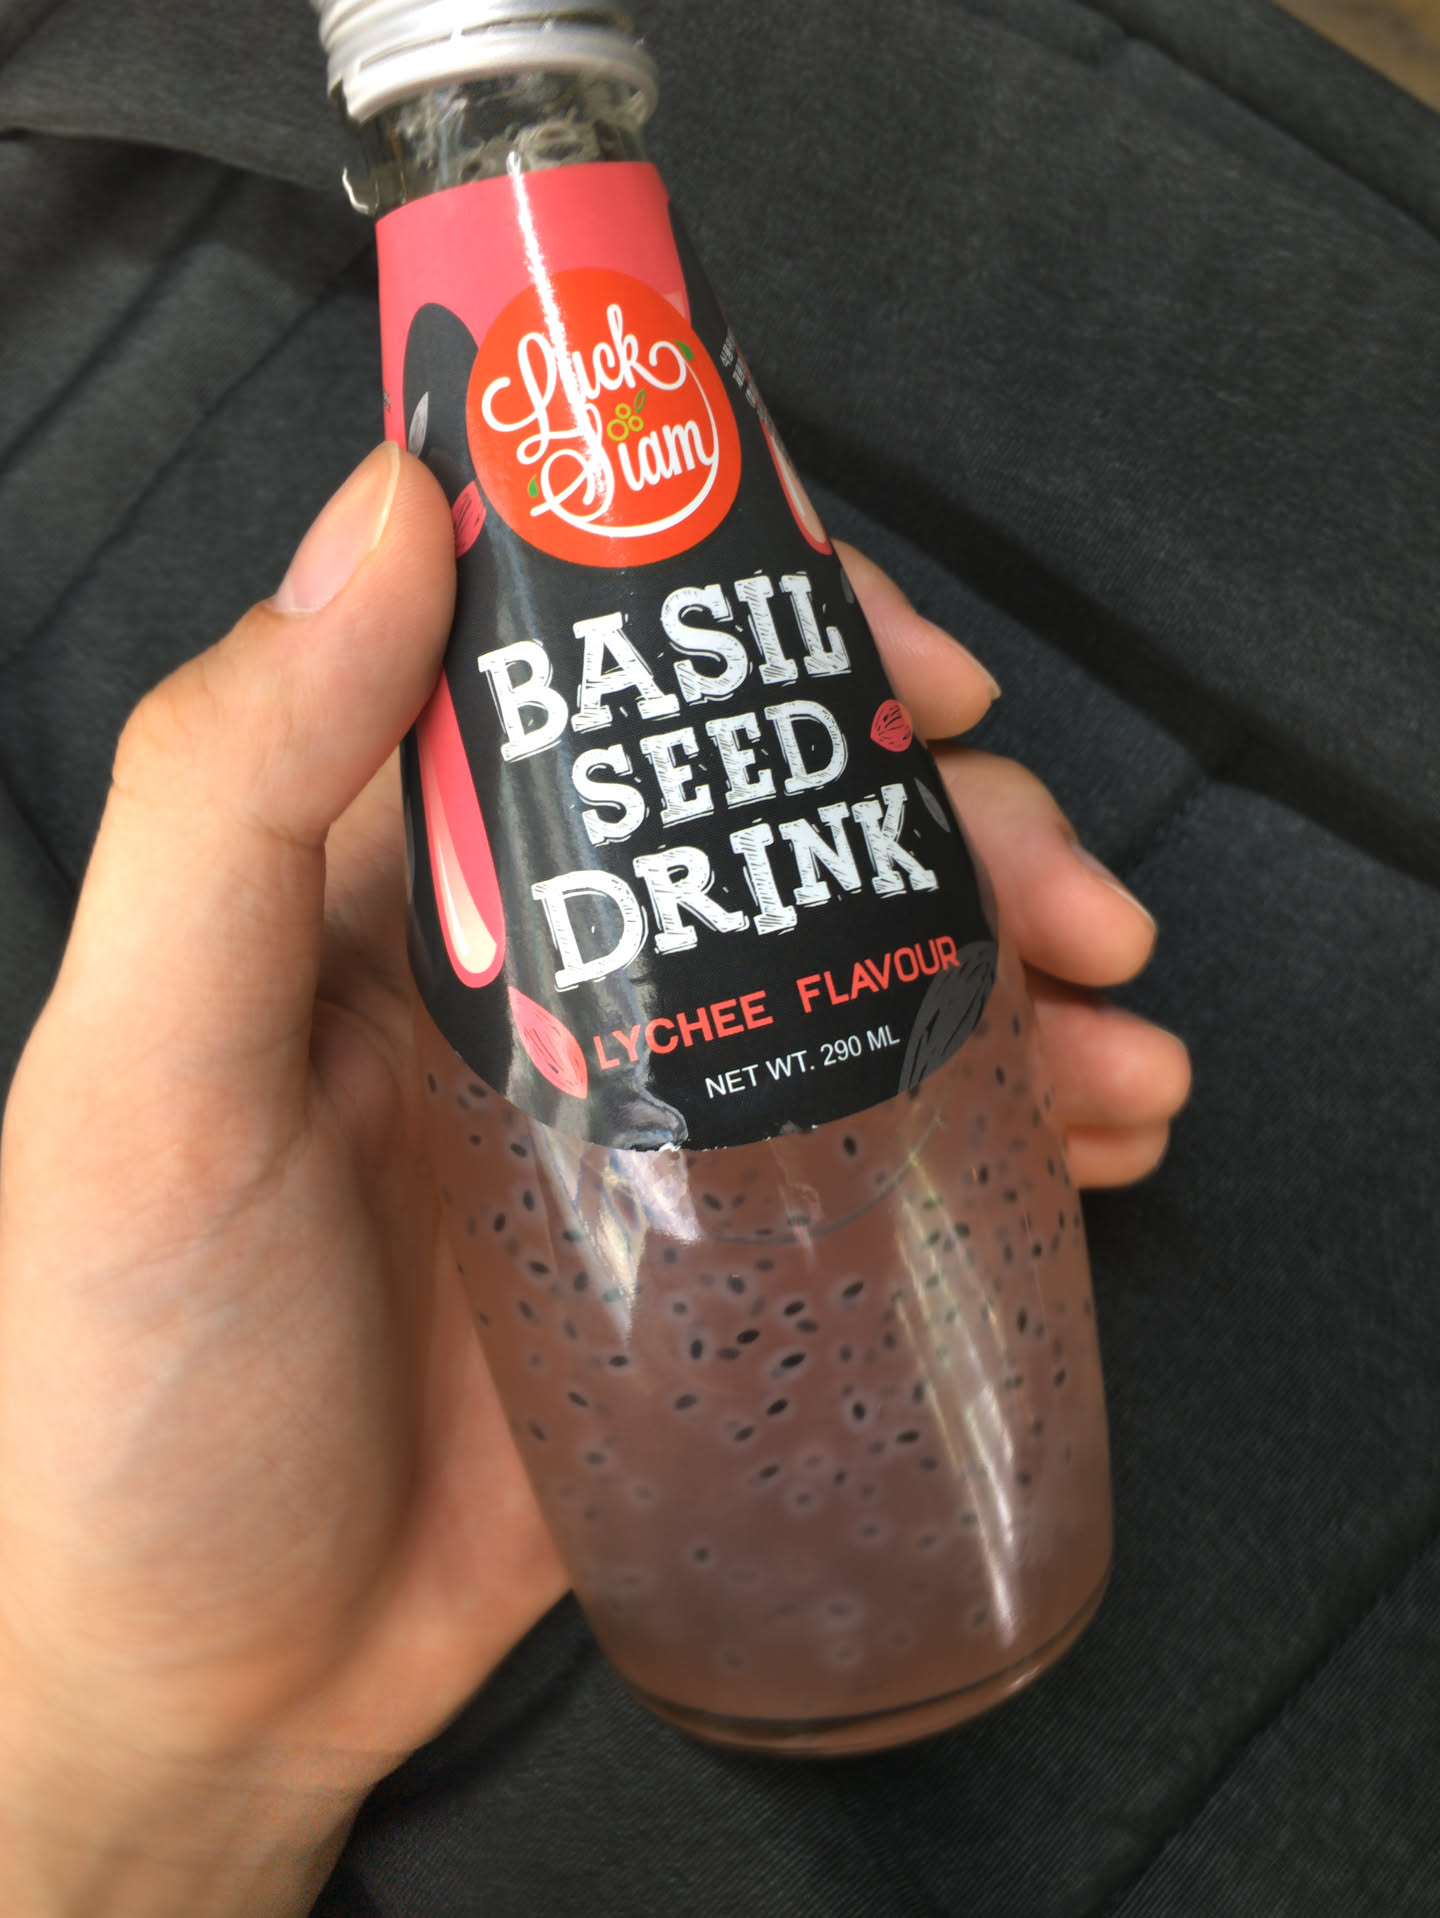 Luck
Siam
BASIL
SEED
DRINK
LYCHEE FLAVOUR
NET WT. 290 ML